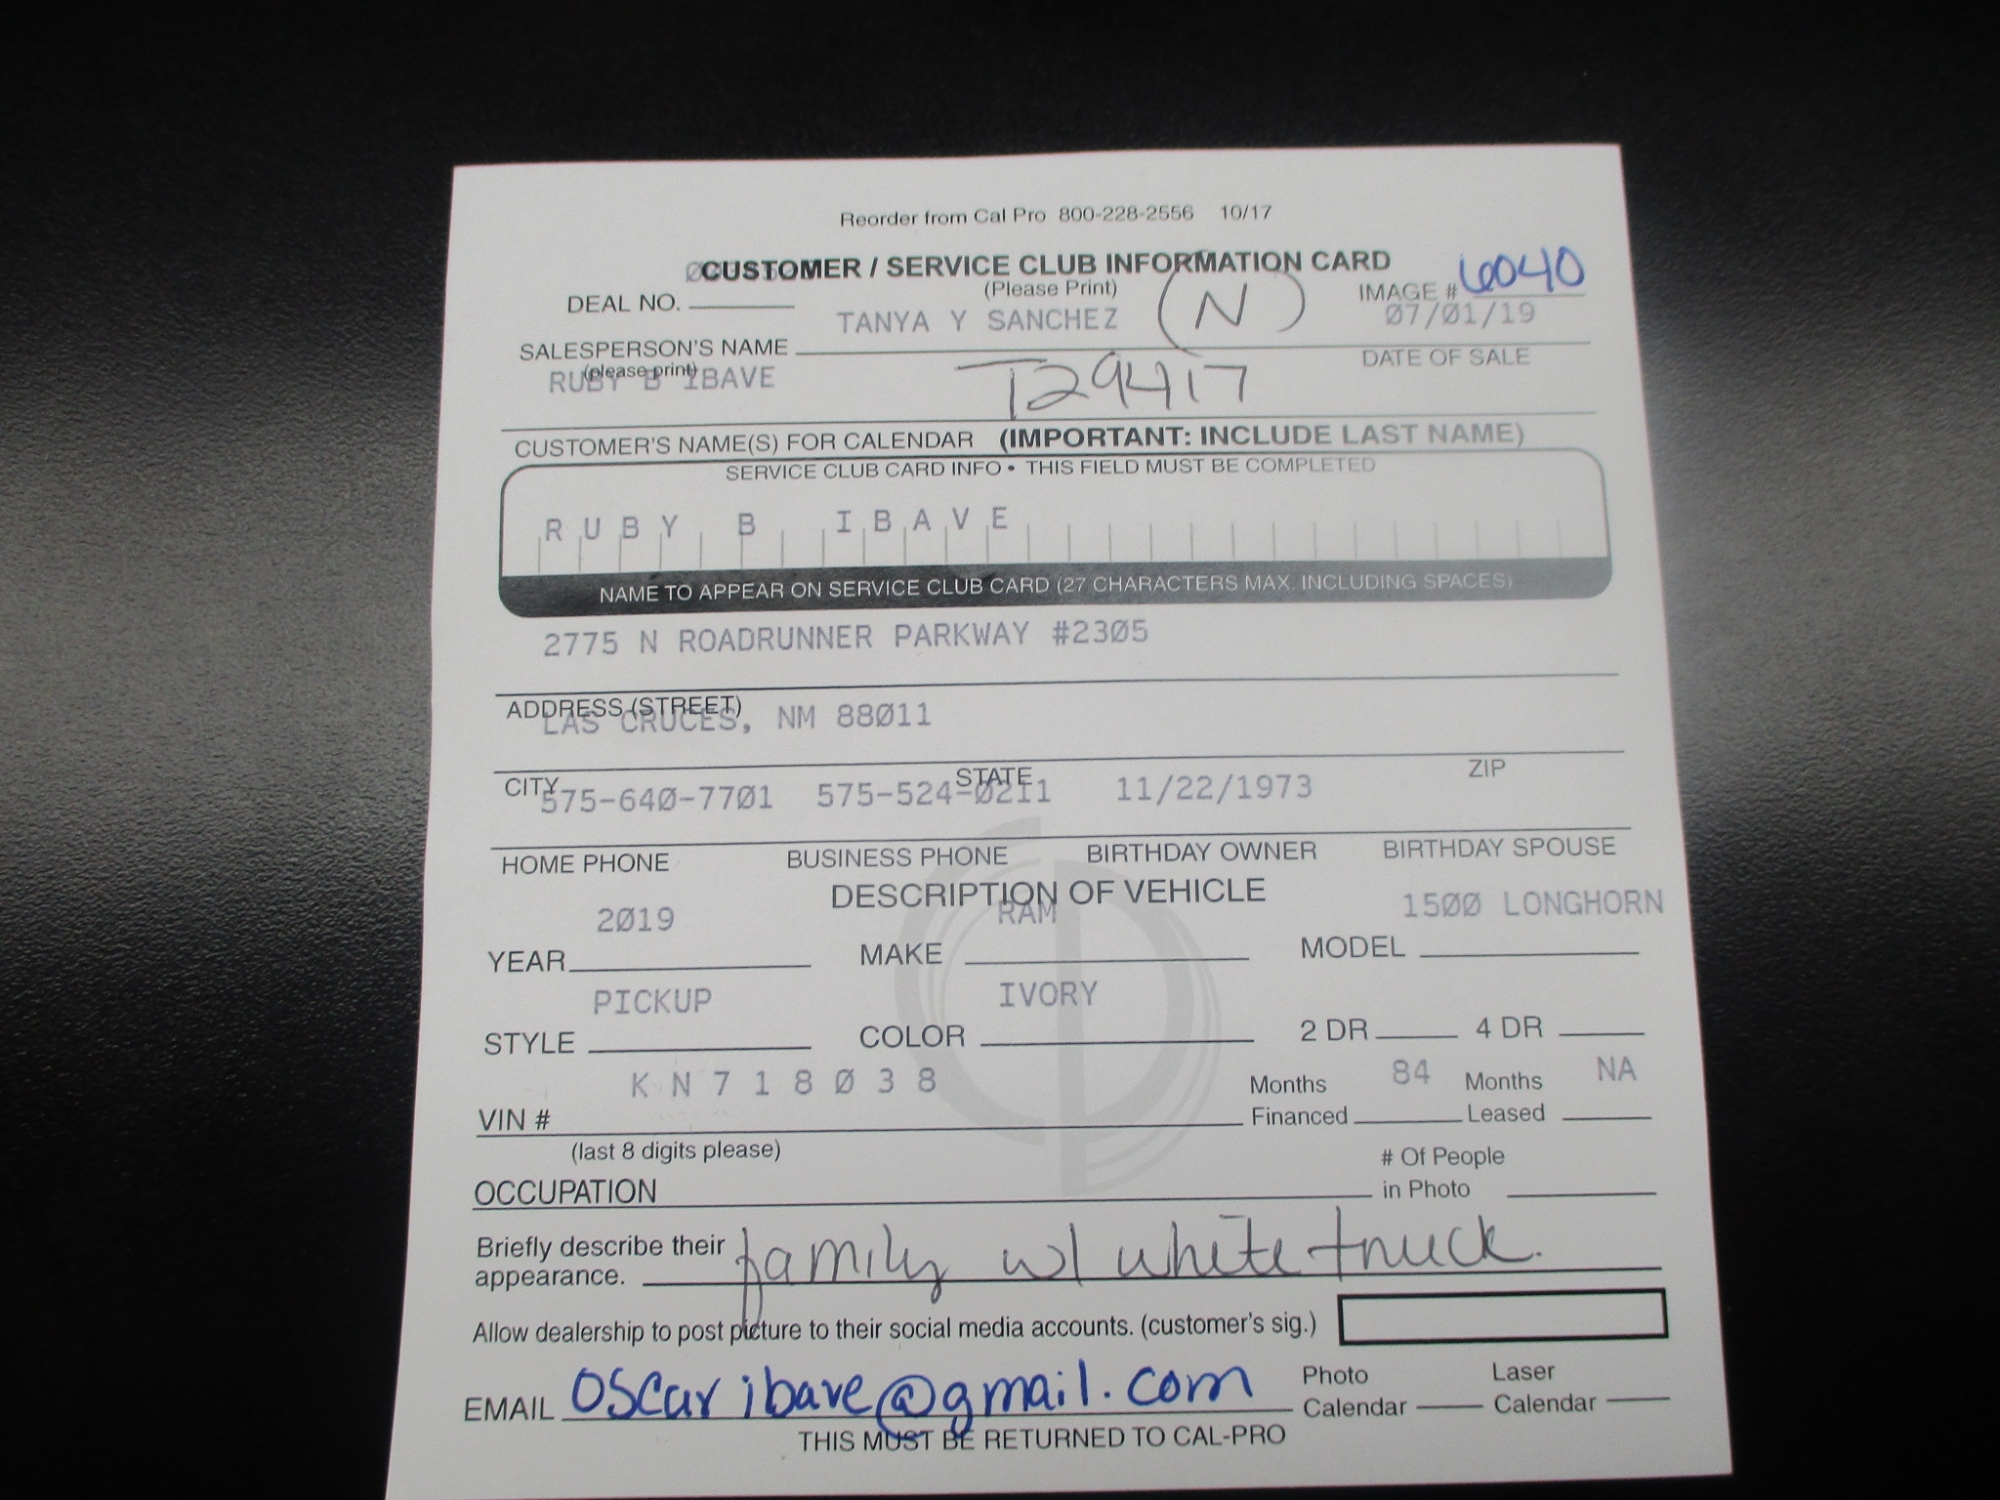 Reorder from Cal Pro 800-228-2556 10/17
CUSTOMER / SERVICE CLUB INFORMATION CARD
(Please Print)
DEAL NO.
IMAGE # 6040
TANYA Y SANCHEZ (N) 07/01/19
SALESPERSON'S NAME DATE OF SALE
(please print)
RUBY B IBAVE T29417
CUSTOMER'S NAME(S) FOR CALENDAR (IMPORTANT: INCLUDE LAST NAME)
SERVICE CLUB CARD INFO • THIS FIELD MUST BE COMPLETED
RUBY B IBAVE
NAME TO APPEAR ON SERVICE CLUB CARD (27 CHARACTERS MAX. INCLUDING SPACES)
2775 N ROADRUNNER PARKWAY #2305
ADDRESS (STREET)
LAS CRUCES, NM 88011
CITY STATE ZIP
575-640-7701 575-524-0211 11/22/1973
HOME PHONE BUSINESS PHONE BIRTHDAY OWNER BIRTHDAY SPOUSE
DESCRIPTION OF VEHICLE
2019 RAM 1500 LONGHORN
YEAR MAKE MODEL
PICKUP IVORY
STYLE COLOR 2 DR 4 DR
KN718038 84 NA
VIN # Months Financed Months Leased
(last 8 digits please)
OCCUPATION # Of People in Photo
Briefly describe their
appearance. family w/ white truck.
Allow dealership to post picture to their social media accounts. (customer's sig.)
EMAIL oscaribave@gmail.com Photo Calendar Laser Calendar
THIS MUST BE RETURNED TO CAL-PRO